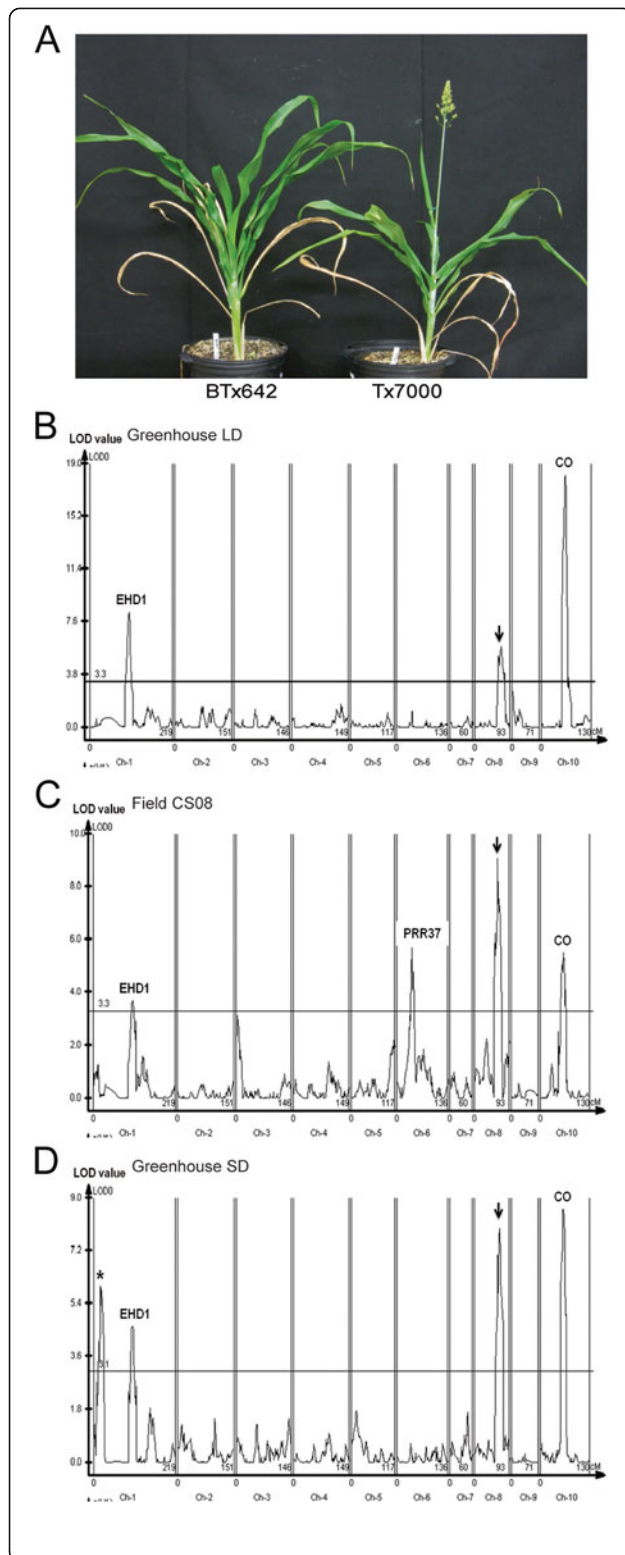 A
BTx642 Tx7000
B
LOD value Greenhouse LD
LOD0
19.0
CO
15.2
11.4
EHD1
7.6
3.8
3.3
0.0
219 151 146 149 117 136 60 93 71 130 cM
0 0 0 0 0 0 0 0 0 0
Ch-1 Ch-2 Ch-3 Ch-4 Ch-5 Ch-6 Ch-7 Ch-8 Ch-9 Ch-10
C
LOD value Field CS08
LOD0
10.0
8.0
PRR37
6.0
CO
EHD1
4.0
3.3
2.0
0.0
219 151 146 149 117 136 60 93 71 130 cM
0 0 0 0 0 0 0 0 0 0
Ch-1 Ch-2 Ch-3 Ch-4 Ch-5 Ch-6 Ch-7 Ch-8 Ch-9 Ch-10
D
LOD value Greenhouse SD
LOD0
9.0
CO
7.2
*
5.4
EHD1
3.6
3.1
1.8
0.0
219 151 146 149 117 136 60 93 71 130 cM
0 0 0 0 0 0 0 0 0 0
Ch-1 Ch-2 Ch-3 Ch-4 Ch-5 Ch-6 Ch-7 Ch-8 Ch-9 Ch-10